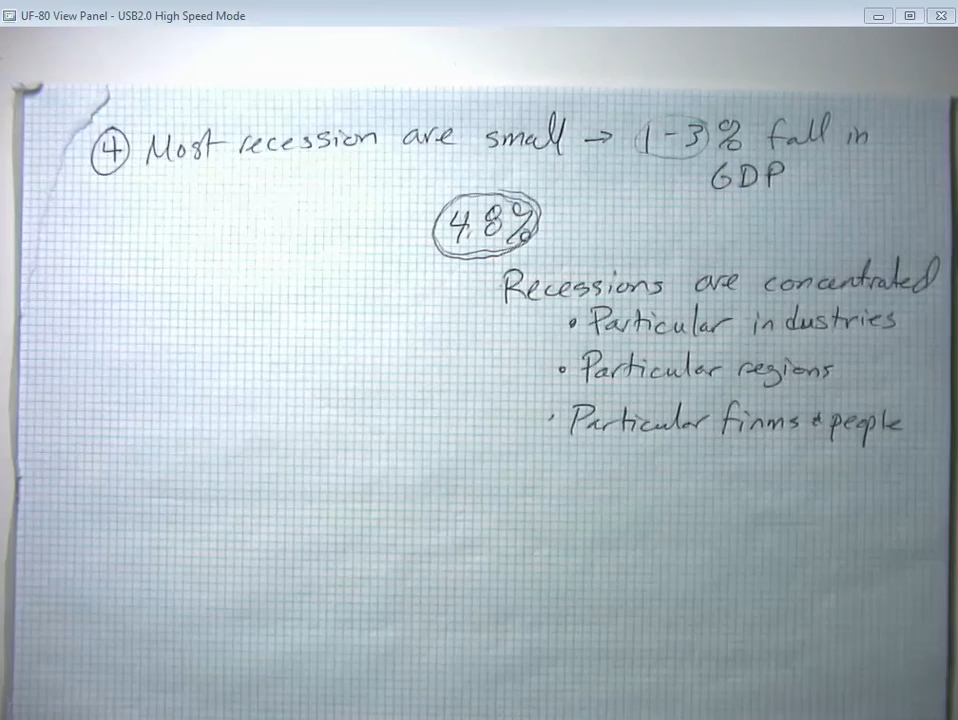 UF-80 View Panel - USB2.0 High Speed Mode
④ Most recession are small → 1-3% fall in
GDP
4.8%
Recessions are concentrated
• Particular industries
• Particular regions
• Particular firms + people